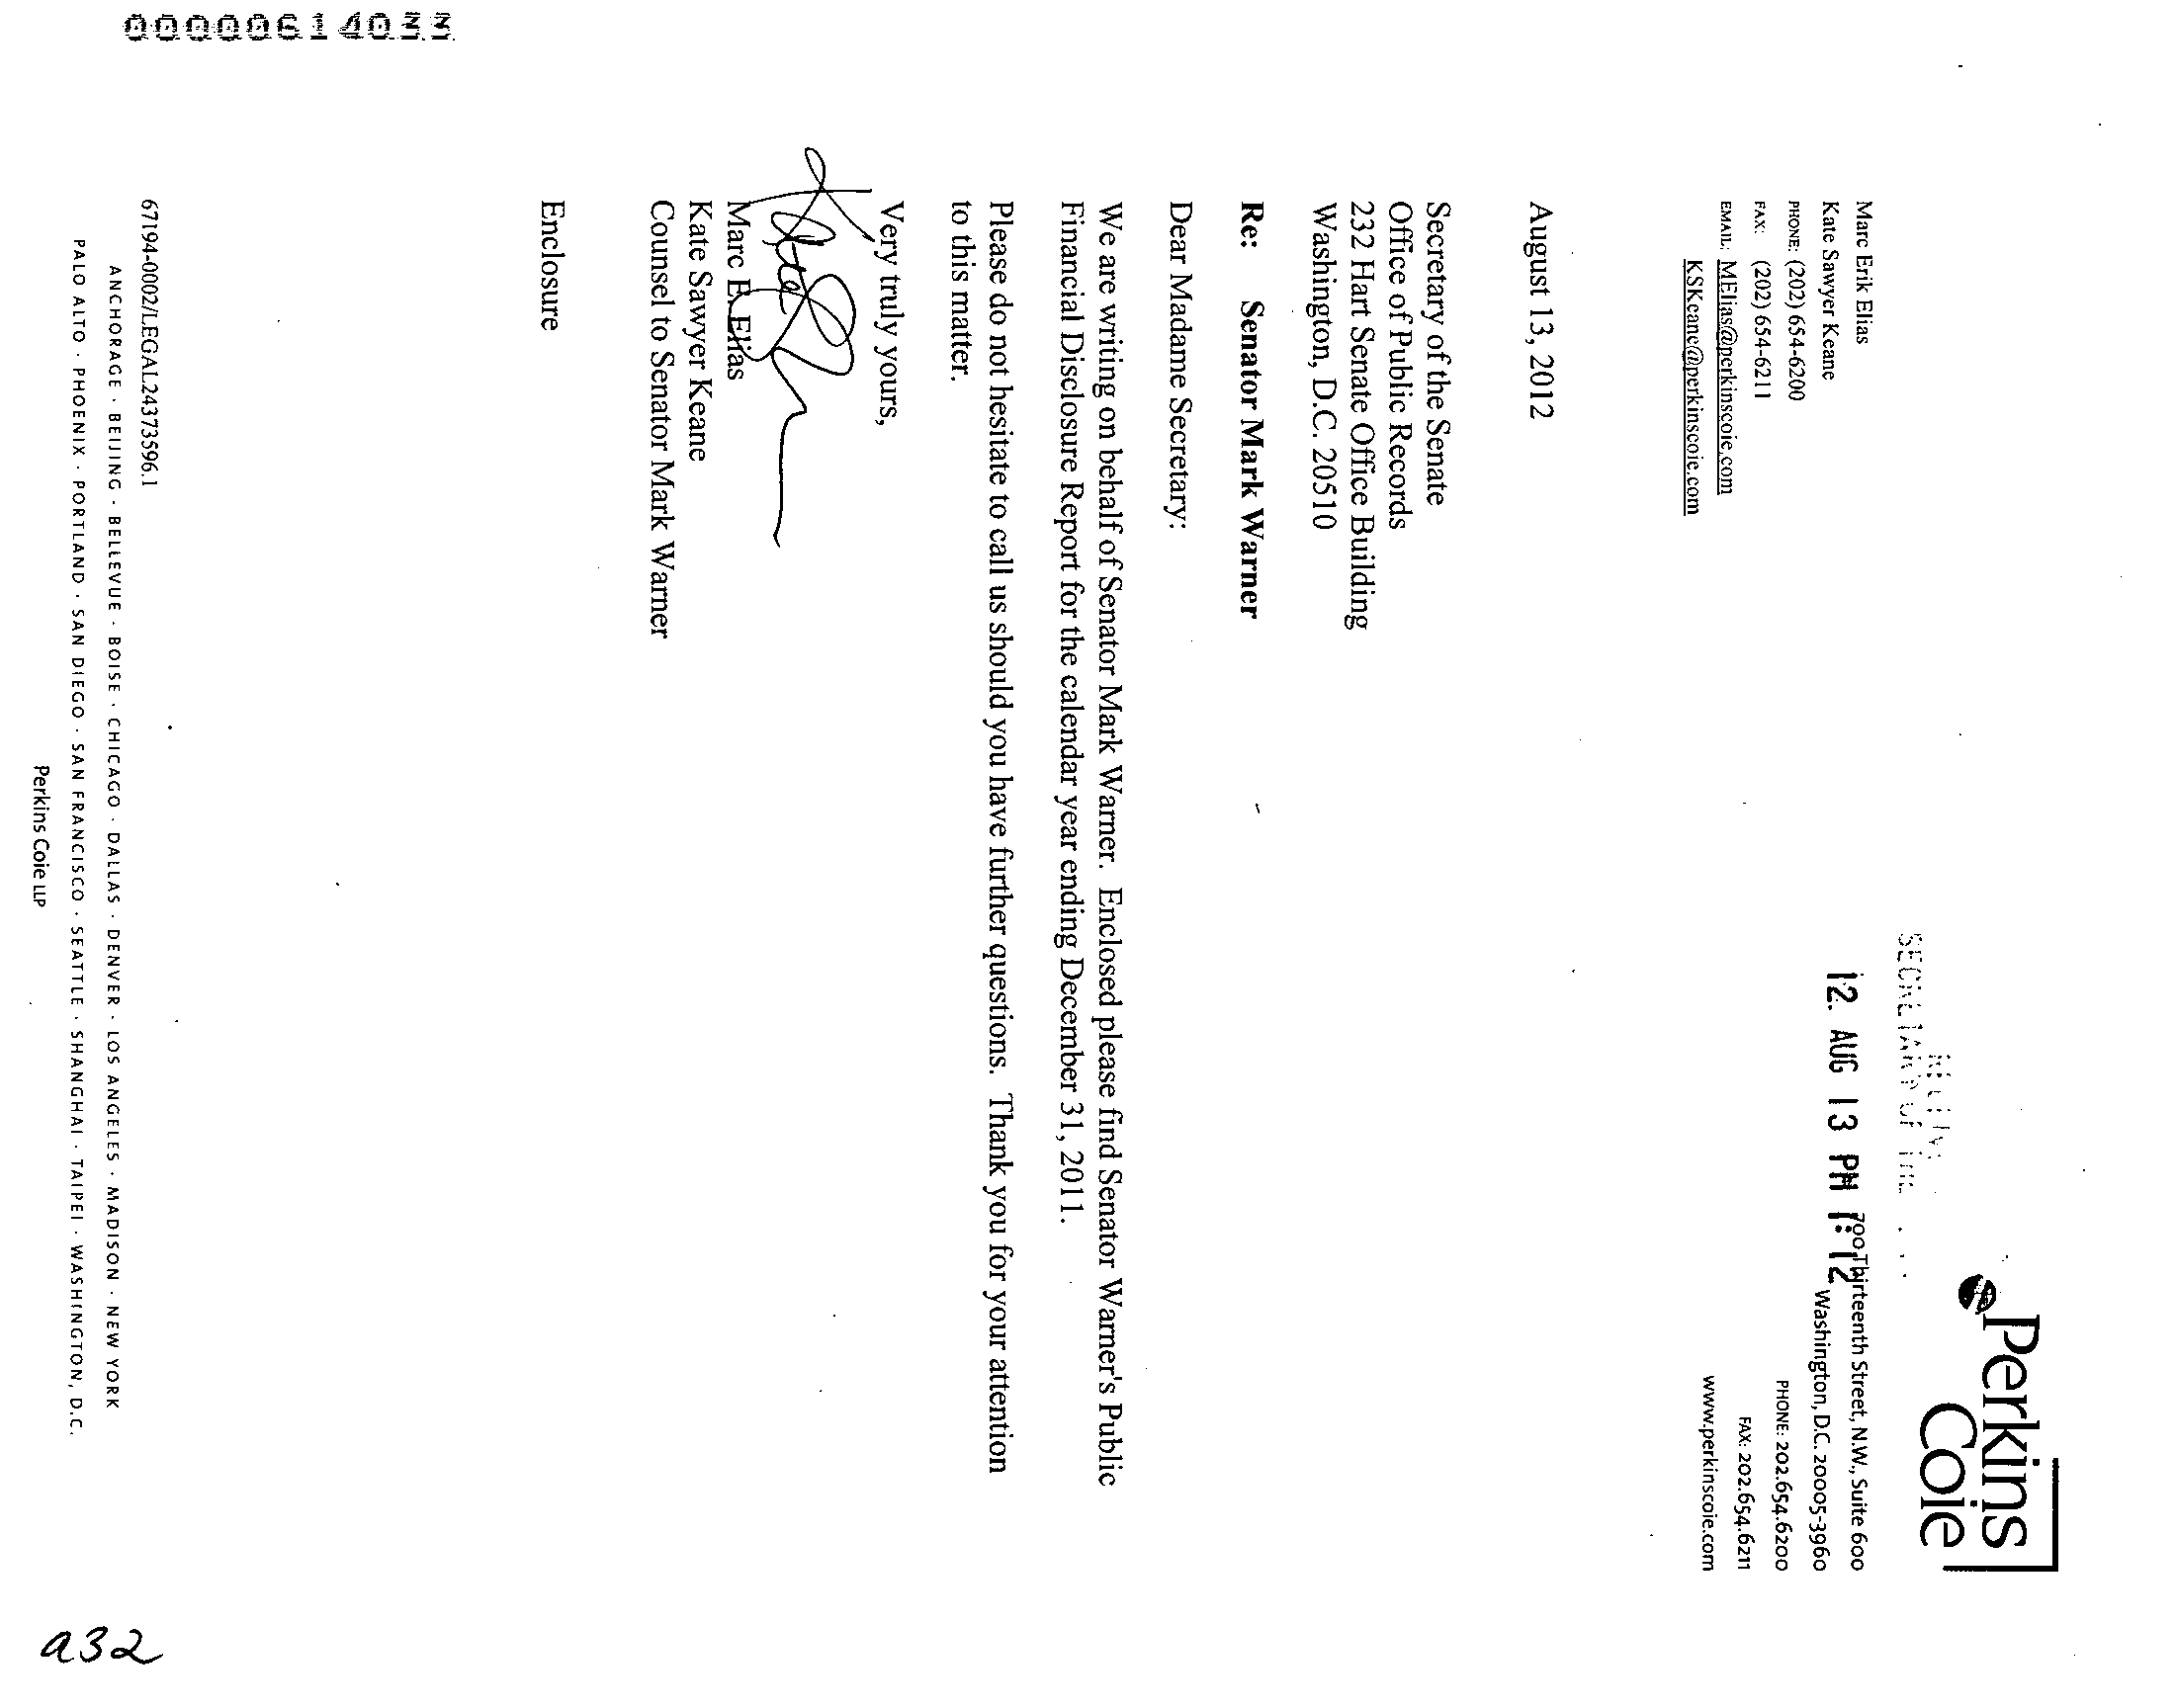 00000061403
Perkins
Coie
Marc Erik Elias
Kate Sawyer Keane
PHONE: (202) 654-6200
FAX: (202) 654-6211
EMAIL: MElias@perkinscoie.com
KSKeane@perkinscoie.com
12 AUG 13 PM 1:12
700 Thirteenth Street, N.W., Suite 600
Washington, D.C. 20005-3960
PHONE: 202.654.6200
FAX: 202.654.6211
www.perkinscoie.com
August 13, 2012
Secretary of the Senate
Office of Public Records
232 Hart Senate Office Building
Washington, D.C. 20510
Re: Senator Mark Warner
Dear Madame Secretary:
We are writing on behalf of Senator Mark Warner. Enclosed please find Senator Warner's Public
Financial Disclosure Report for the calendar year ending December 31, 2011.
Please do not hesitate to call us should you have further questions. Thank you for your attention
to this matter.
Very truly yours,
Marc E. Elias
Kate Sawyer Keane
Counsel to Senator Mark Warner
Enclosure
67194-0002/LEGAL24373596.1
ANCHORAGE · BEIJING · BELLEVUE · BOISE · CHICAGO · DALLAS · DENVER · LOS ANGELES · MADISON · NEW YORK
PALO ALTO · PHOENIX · PORTLAND · SAN DIEGO · SAN FRANCISCO · SEATTLE · SHANGHAI · TAIPEI · WASHINGTON, D.C.
Perkins Coie LLP
a32